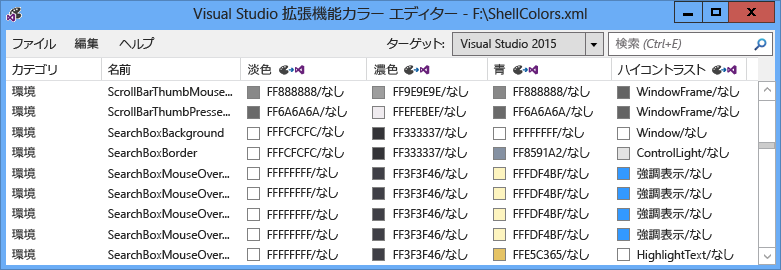 Visual Studio 拡張機能カラー エディター - F:\ShellColors.xml
ファイル 編集 ヘルプ ターゲット: Visual Studio 2015 検索 (Ctrl+E)
カテゴリ 名前 淡色 濃色 青 ハイコントラスト
環境 ScrollBarThumbMouse... FF888888/なし FF9E9E9E/なし FF888888/なし WindowFrame/なし
環境 ScrollBarThumbPresse... FF6A6A6A/なし FFEFEBEF/なし FF6A6A6A/なし WindowFrame/なし
環境 SearchBoxBackground FFFCFCFC/なし FF333337/なし FFFFFFFF/なし Window/なし
環境 SearchBoxBorder FFFCFCFC/なし FF333337/なし FF8591A2/なし ControlLight/なし
環境 SearchBoxMouseOver... FFFFFFFF/なし FF3F3F46/なし FFFDF4BF/なし 強調表示/なし
環境 SearchBoxMouseOver... FFFFFFFF/なし FF3F3F46/なし FFFDF4BF/なし 強調表示/なし
環境 SearchBoxMouseOver... FFFFFFFF/なし FF3F3F46/なし FFFDF4BF/なし 強調表示/なし
環境 SearchBoxMouseOver... FFFFFFFF/なし FF3F3F46/なし FFFDF4BF/なし 強調表示/なし
環境 SearchBoxMouseOver... FFFFFFFF/なし FF3F3F46/なし FFE5C365/なし HighlightText/なし